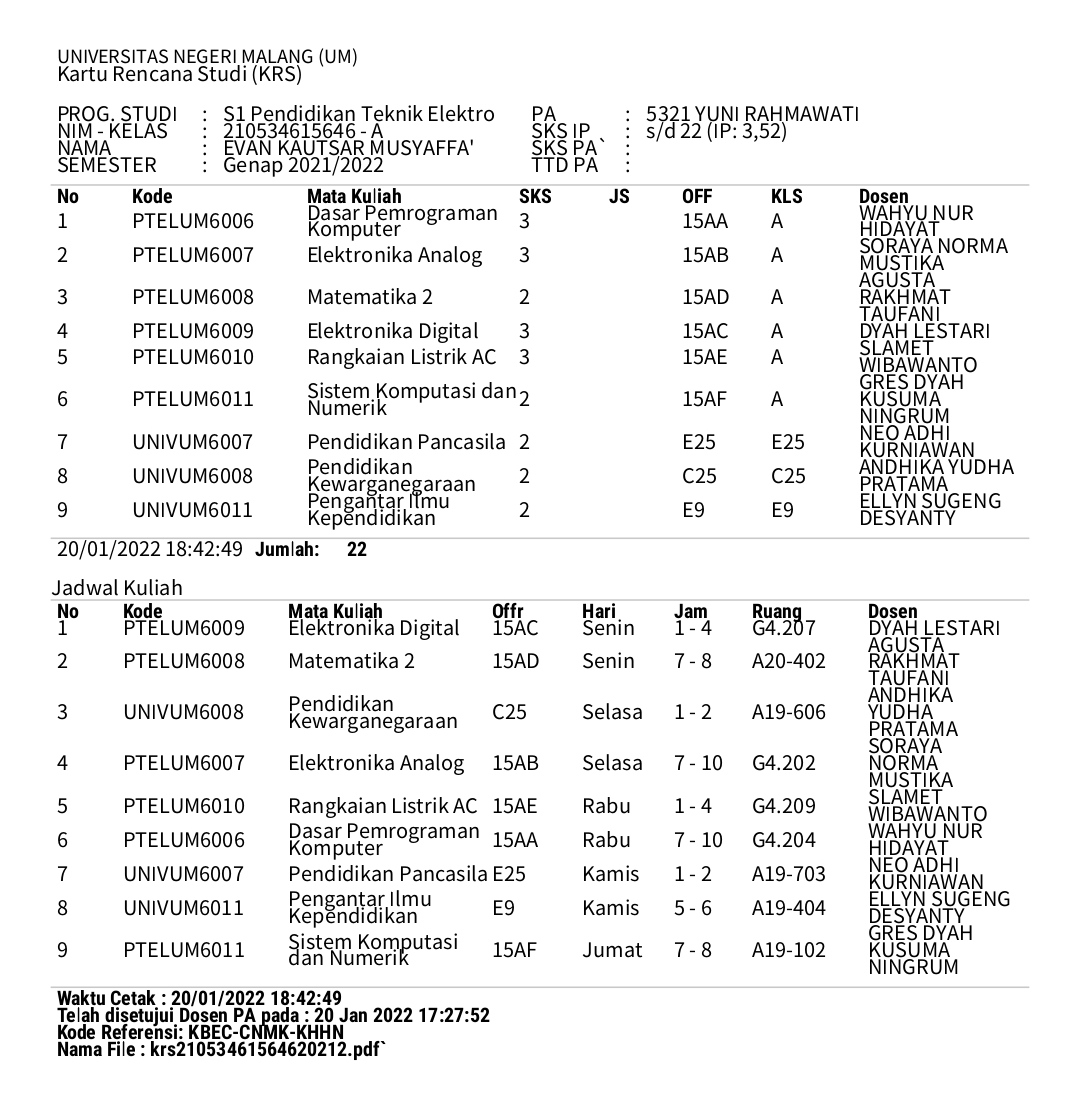 UNIVERSITAS NEGERI MALANG (UM)
Kartu Rencana Studi (KRS)
PROG. STUDI : S1 Pendidikan Teknik Elektro PA : 5321 YUNI RAHMAWATI
NIM - KELAS : 210534615646 - A SKS IP : s/d 22 (IP: 3,52)
NAMA : EVAN KAUTSAR MUSYAFFA' SKS PA` :
SEMESTER : Genap 2021/2022 TTD PA :
No Kode Mata Kuliah SKS JS OFF KLS Dosen
1 PTELUM6006 Dasar Pemrograman Komputer 3 15AA A WAHYU NUR HIDAYAT
2 PTELUM6007 Elektronika Analog 3 15AB A SORAYA NORMA MUSTIKA
3 PTELUM6008 Matematika 2 2 15AD A AGUSTA RAKHMAT TAUFANI
4 PTELUM6009 Elektronika Digital 3 15AC A DYAH LESTARI
5 PTELUM6010 Rangkaian Listrik AC 3 15AE A SLAMET WIBAWANTO
6 PTELUM6011 Sistem Komputasi dan Numerik 2 15AF A GRES DYAH KUSUMA NINGRUM
7 UNIVUM6007 Pendidikan Pancasila 2 E25 E25 NEO ADHI KURNIAWAN
8 UNIVUM6008 Pendidikan Kewarganegaraan 2 C25 C25 ANDHIKA YUDHA PRATAMA
9 UNIVUM6011 Pengantar Ilmu Kependidikan 2 E9 E9 ELLYN SUGENG DESYANTY
20/01/2022 18:42:49 Jumlah: 22
Jadwal Kuliah
No Kode Mata Kuliah Offr Hari Jam Ruang Dosen
1 PTELUM6009 Elektronika Digital 15AC Senin 1 - 4 G4.207 DYAH LESTARI
2 PTELUM6008 Matematika 2 15AD Senin 7 - 8 A20-402 AGUSTA RAKHMAT TAUFANI
3 UNIVUM6008 Pendidikan Kewarganegaraan C25 Selasa 1 - 2 A19-606 ANDHIKA YUDHA PRATAMA
4 PTELUM6007 Elektronika Analog 15AB Selasa 7 - 10 G4.202 SORAYA NORMA MUSTIKA
5 PTELUM6010 Rangkaian Listrik AC 15AE Rabu 1 - 4 G4.209 SLAMET WIBAWANTO
6 PTELUM6006 Dasar Pemrograman Komputer 15AA Rabu 7 - 10 G4.204 WAHYU NUR HIDAYAT
7 UNIVUM6007 Pendidikan Pancasila E25 Kamis 1 - 2 A19-703 NEO ADHI KURNIAWAN
8 UNIVUM6011 Pengantar Ilmu Kependidikan E9 Kamis 5 - 6 A19-404 ELLYN SUGENG DESYANTY
9 PTELUM6011 Sistem Komputasi dan Numerik 15AF Jumat 7 - 8 A19-102 GRES DYAH KUSUMA NINGRUM
Waktu Cetak : 20/01/2022 18:42:49
Telah disetujui Dosen PA pada : 20 Jan 2022 17:27:52
Kode Referensi: KBEC-CNMK-KHHN
Nama File : krs21053461564620212.pdf`